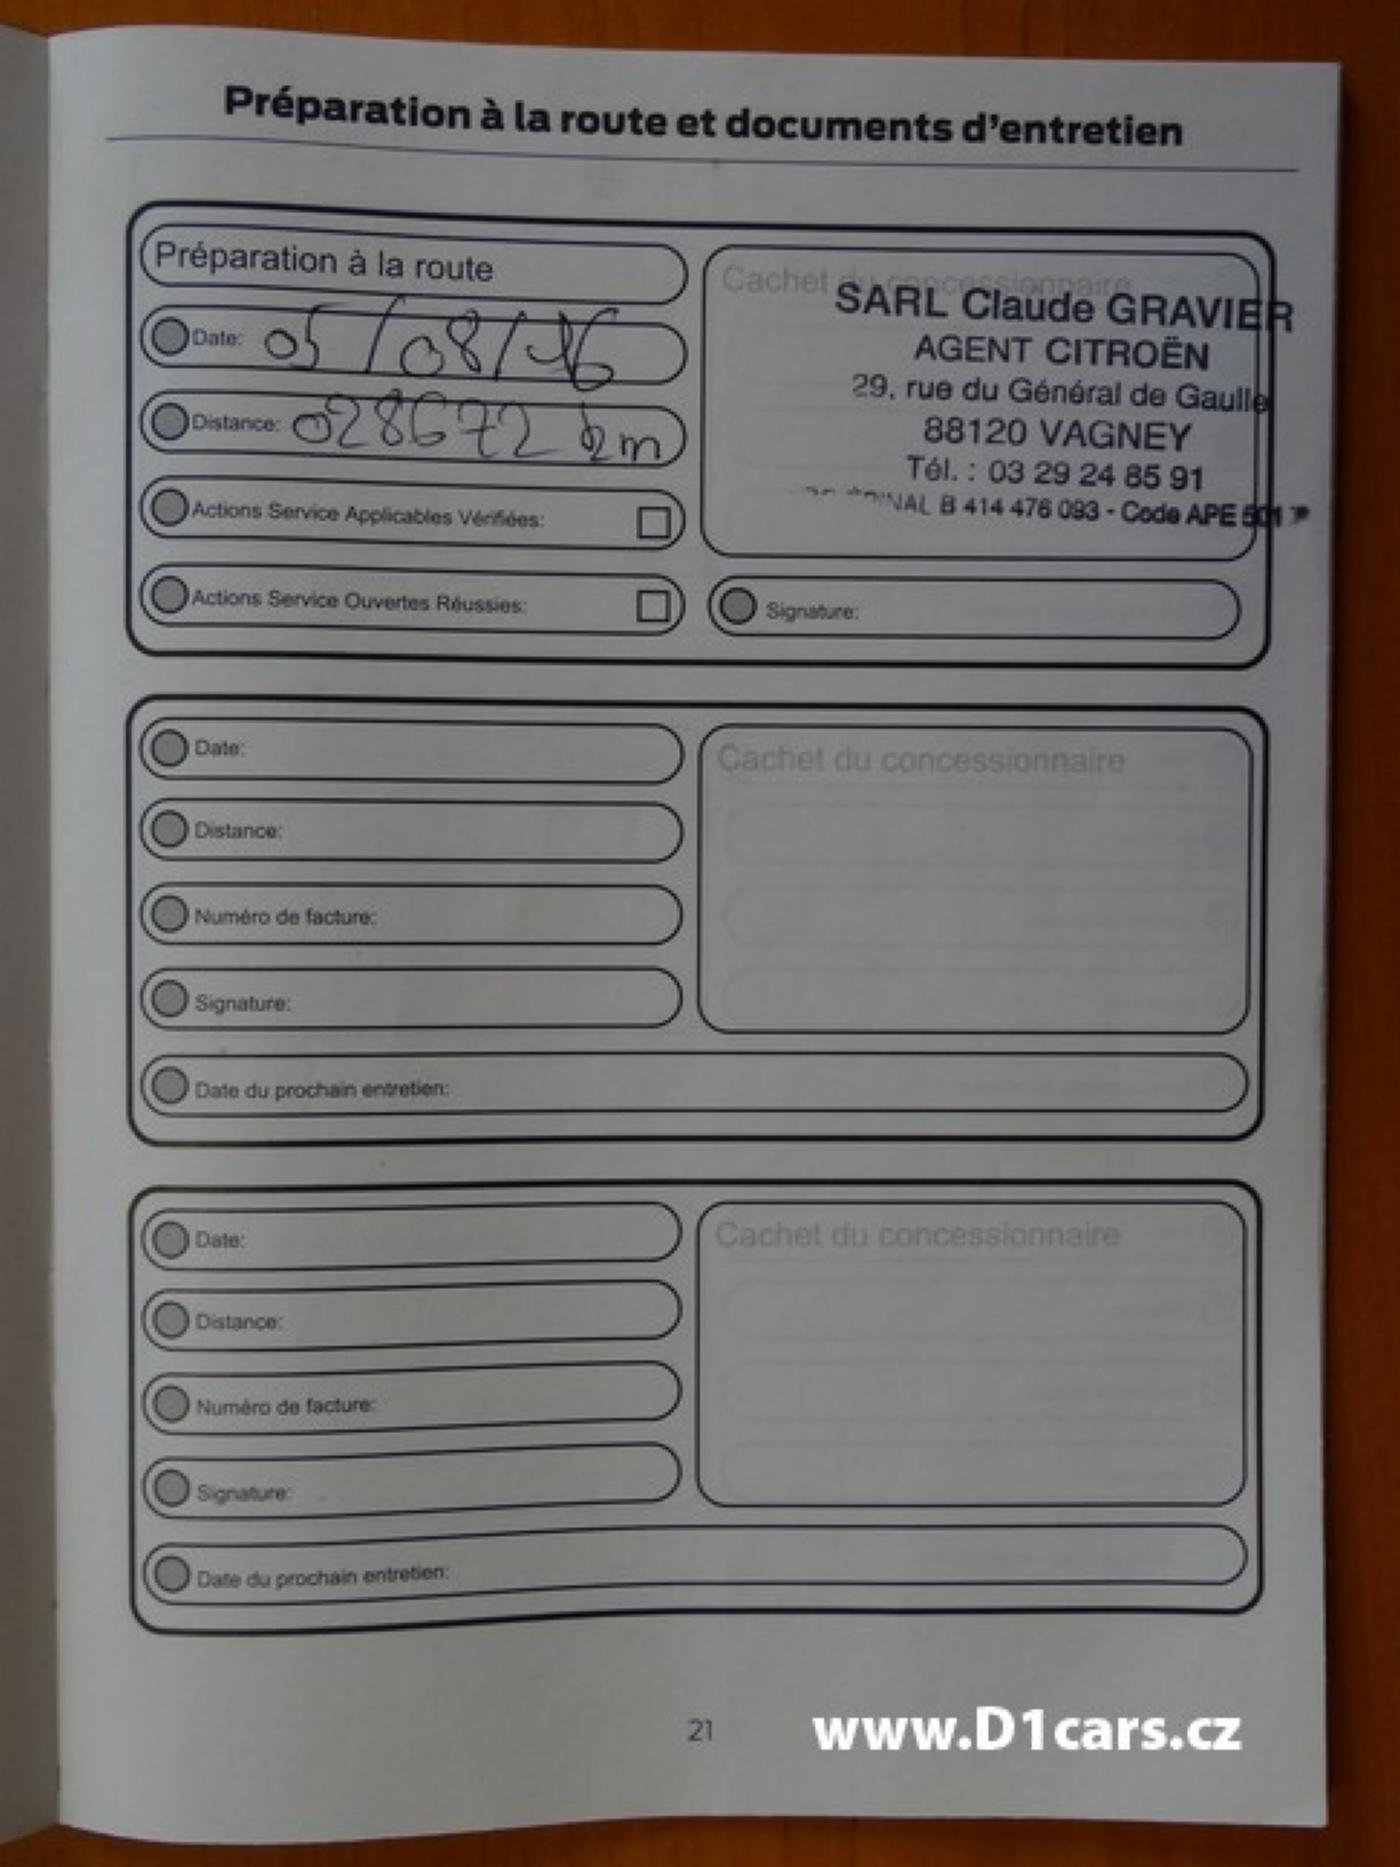 Préparation à la route et documents d'entretien
Préparation à la route
Date: 05/08/16
Distance: 028672 km
Actions Service Applicables Vérifiées:
Actions Service Ouvertes Réussies:
Cachet du concessionnaire
SARL Claude GRAVIER
AGENT CITROËN
29, rue du Général de Gaulle
88120 VAGNEY
Tél. : 03 29 24 85 91
B 414 476 093 - Code APE
Signature:
Date:
Distance:
Numéro de facture:
Signature:
Date du prochain entretien:
Cachet du concessionnaire
Date:
Distance:
Numéro de facture:
Signature:
Date du prochain entretien:
Cachet du concessionnaire
21
www.D1cars.cz